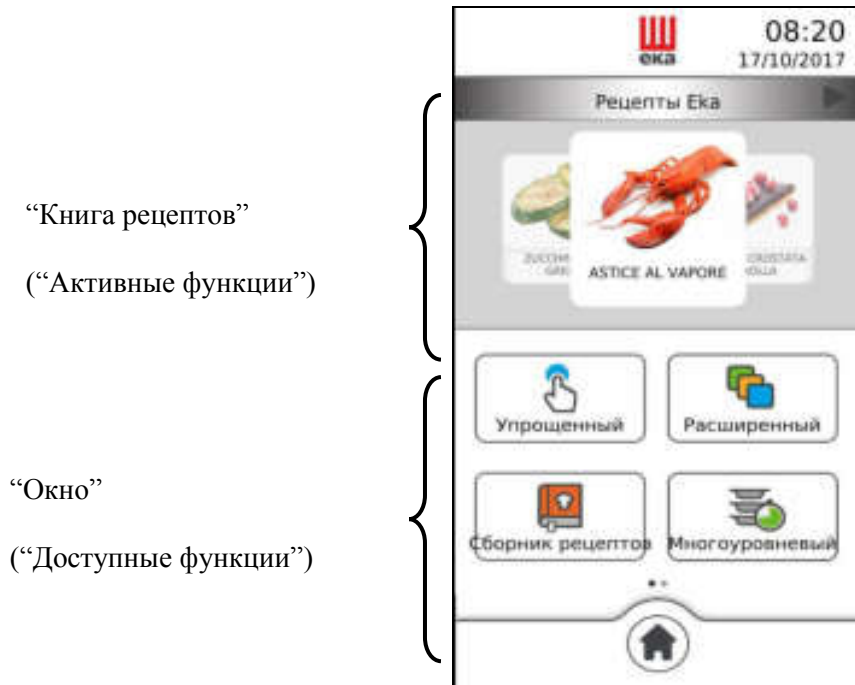 ека
08:20
17/10/2017
Рецепты Eka
“Книга рецептов”
(“Активные функции”)
ASTICE AL VAPORE
Упрощенный
Расширенный
“Окно”
(“Доступные функции”)
Сборник рецептов
Многоуровневый